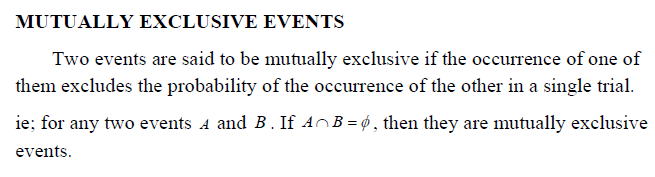 MUTUALLY EXCLUSIVE EVENTS
Two events are said to be mutually exclusive if the occurrence of one of
them excludes the probability of the occurrence of the other in a single trial.
ie; for any two events A and B. If A∩B=ϕ, then they are mutually exclusive
events.